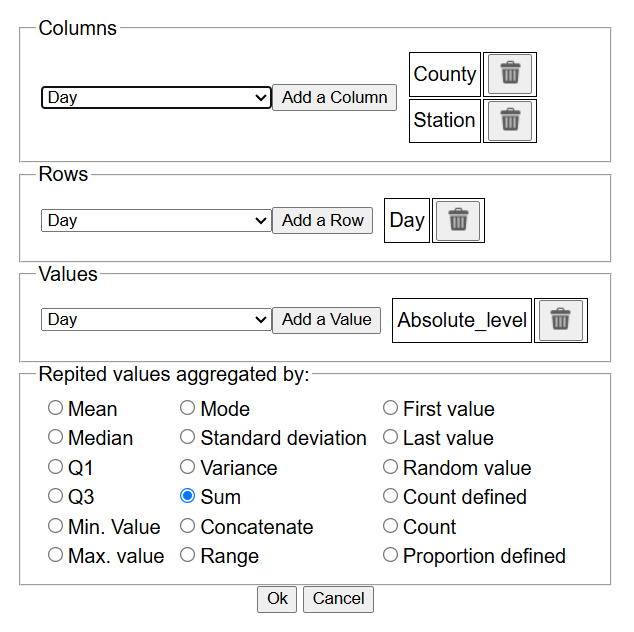 Columns
Day Add a Column County
Station
Rows
Day Add a Row Day
Values
Day Add a Value Absolute_level
Repited values aggregated by:
Mean Mode First value
Median Standard deviation Last value
Q1 Variance Random value
Q3 Sum Count defined
Min. Value Concatenate Count
Max. value Range Proportion defined
Ok Cancel